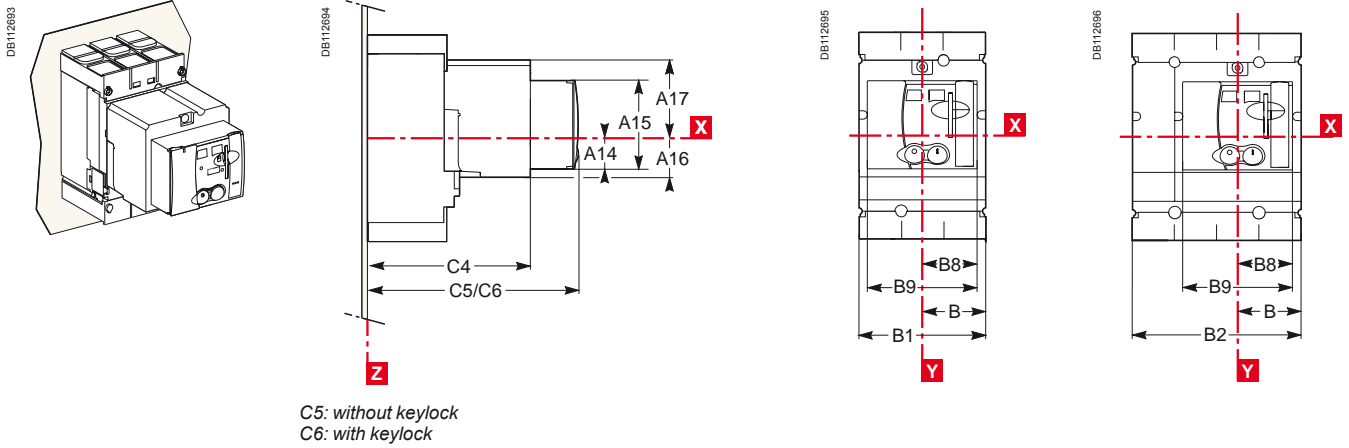 DB112693
DB112694
A17
A15
X
A14
A16
C4
C5/C6
Z
C5: without keylock
C6: with keylock
DB112695
X
B8
B9
B
B1
Y
DB112696
X
B8
B9
B
B2
Y